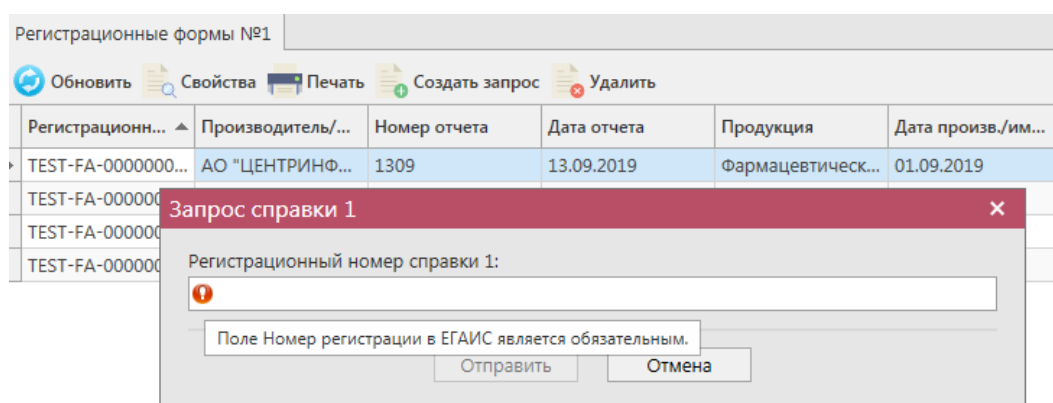 Регистрационные формы №1
Обновить Свойства Печать Создать запрос Удалить
Регистрационн... Производитель/... Номер отчета Дата отчета Продукция Дата произв./им...
TEST-FA-0000000... АО "ЦЕНТРИНФ... 1309 13.09.2019 Фармацевтическ... 01.09.2019
TEST-FA-000000
Запрос справки 1
TEST-FA-000000
TEST-FA-000000
Регистрационный номер справки 1:
Поле Номер регистрации в ЕГАИС является обязательным.
Отправить Отмена